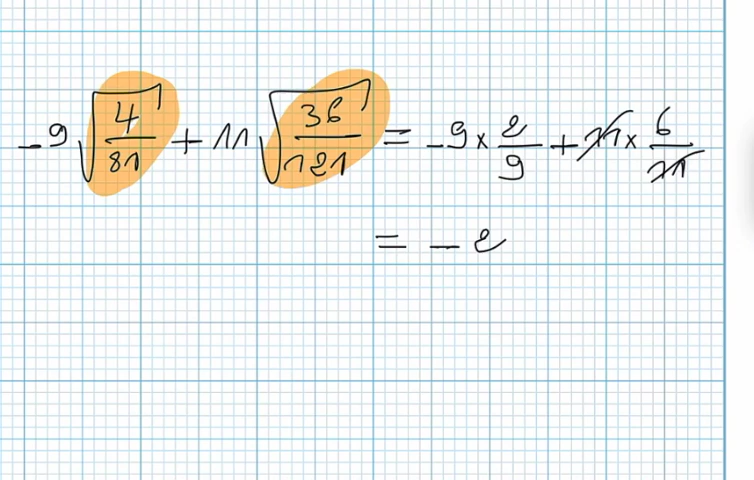 -9√(4/81) + 11√(36/121) = -9 × 2/9 + 11 × 6/11
= - 2